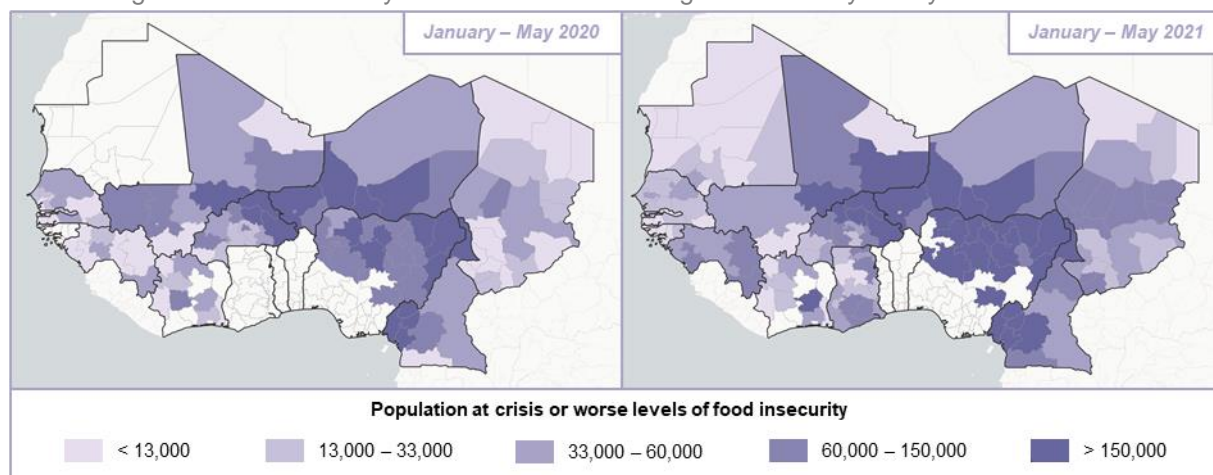 January – May 2020
January – May 2021
Population at crisis or worse levels of food insecurity
< 13,000
13,000 – 33,000
33,000 – 60,000
60,000 – 150,000
> 150,000